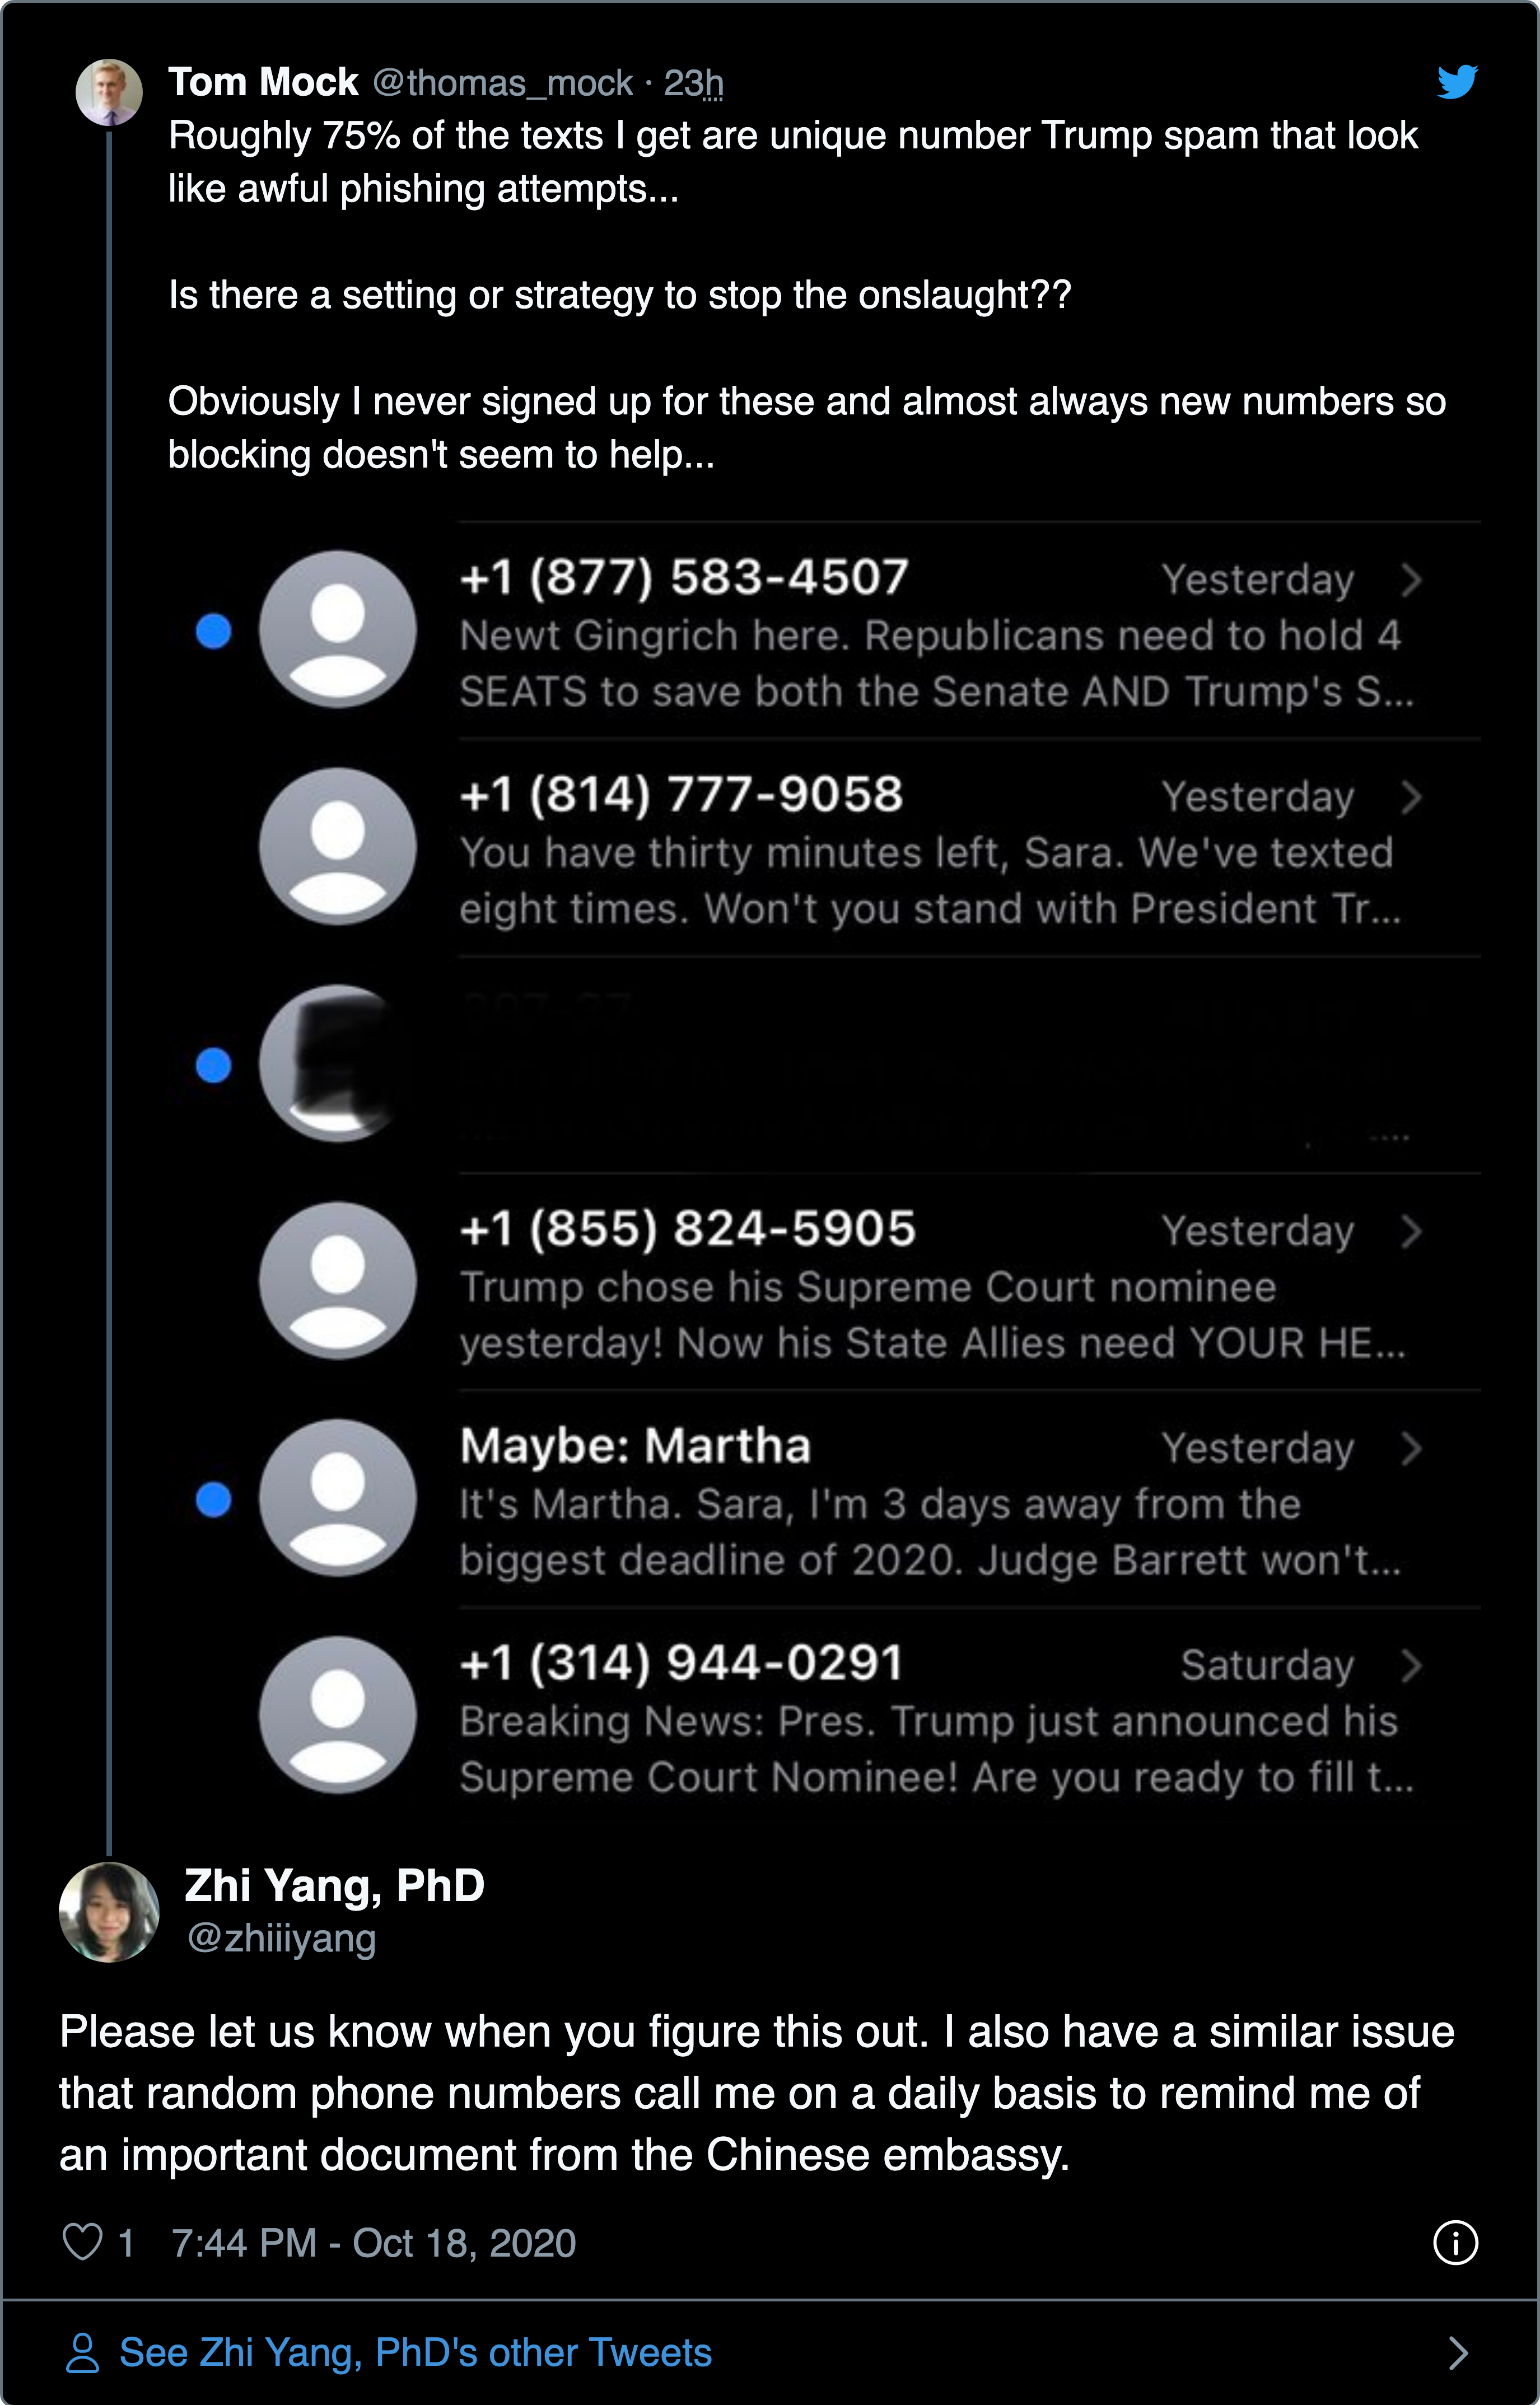 Tom Mock @thomas_mock · 23h
Roughly 75% of the texts I get are unique number Trump spam that look
like awful phishing attempts...
Is there a setting or strategy to stop the onslaught??
Obviously I never signed up for these and almost always new numbers so
blocking doesn't seem to help...
+1 (877) 583-4507 Yesterday
Newt Gingrich here. Republicans need to hold 4
SEATS to save both the Senate AND Trump's S...
+1 (814) 777-9058 Yesterday
You have thirty minutes left, Sara. We've texted
eight times. Won't you stand with President Tr...
+1 (855) 824-5905 Yesterday
Trump chose his Supreme Court nominee
yesterday! Now his State Allies need YOUR HE...
Maybe: Martha Yesterday
It's Martha. Sara, I'm 3 days away from the
biggest deadline of 2020. Judge Barrett won't...
+1 (314) 944-0291 Saturday
Breaking News: Pres. Trump just announced his
Supreme Court Nominee! Are you ready to fill t...
Zhi Yang, PhD
@zhiiiyang
Please let us know when you figure this out. I also have a similar issue
that random phone numbers call me on a daily basis to remind me of
an important document from the Chinese embassy.
1 7:44 PM - Oct 18, 2020
See Zhi Yang, PhD's other Tweets